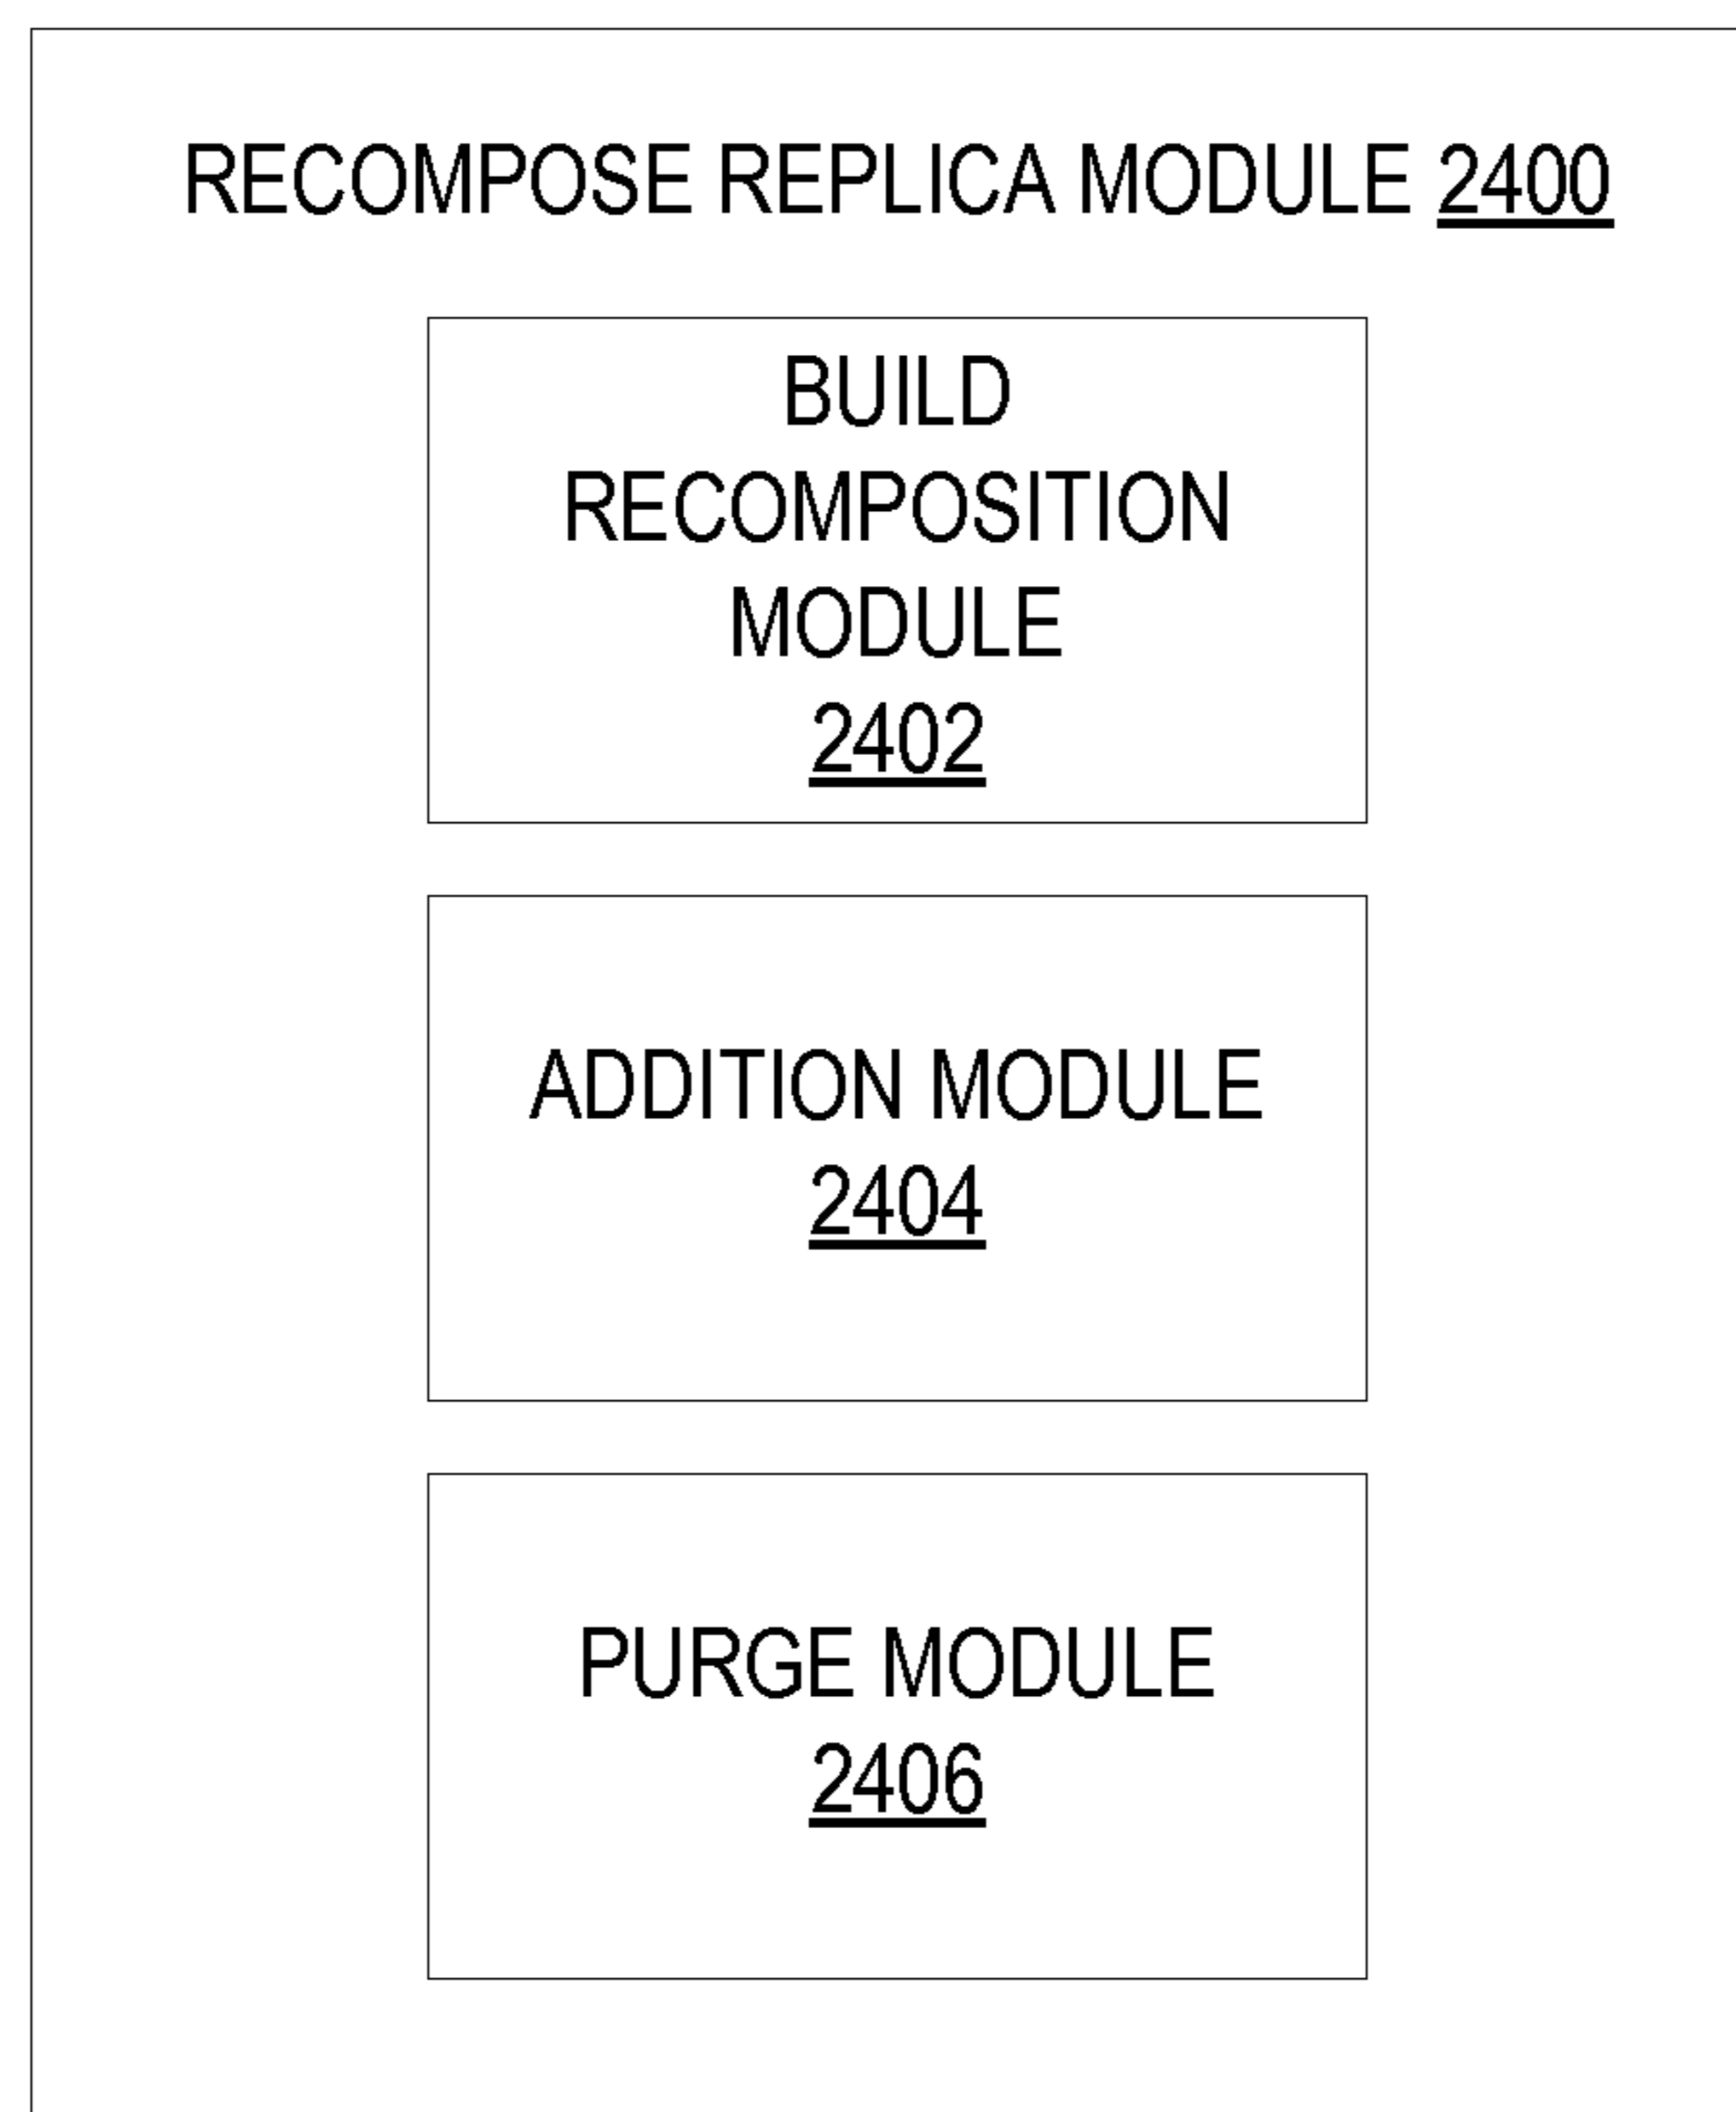 RECOMPOSE REPLICA MODULE 2400
BUILD
RECOMPOSITION
MODULE
2402
ADDITION MODULE
2404
PURGE MODULE
2406